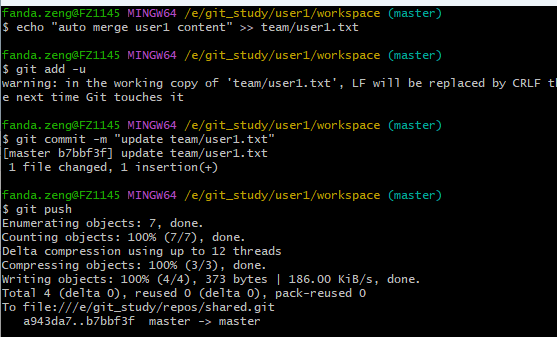 fanda.zeng@FZ1145 MINGW64 /e/git_study/user1/workspace (master)
$ echo "auto merge user1 content" >> team/user1.txt
fanda.zeng@FZ1145 MINGW64 /e/git_study/user1/workspace (master)
$ git add -u
warning: in the working copy of 'team/user1.txt', LF will be replaced by CRLF th
e next time Git touches it
fanda.zeng@FZ1145 MINGW64 /e/git_study/user1/workspace (master)
$ git commit -m "update team/user1.txt"
[master b7bbf3f] update team/user1.txt
 1 file changed, 1 insertion(+)
fanda.zeng@FZ1145 MINGW64 /e/git_study/user1/workspace (master)
$ git push
Enumerating objects: 7, done.
Counting objects: 100% (7/7), done.
Delta compression using up to 12 threads
Compressing objects: 100% (3/3), done.
Writing objects: 100% (4/4), 373 bytes | 186.00 KiB/s, done.
Total 4 (delta 0), reused 0 (delta 0), pack-reused 0
To file:///e/git_study/repos/shared.git
   a943da7..b7bbf3f  master -> master